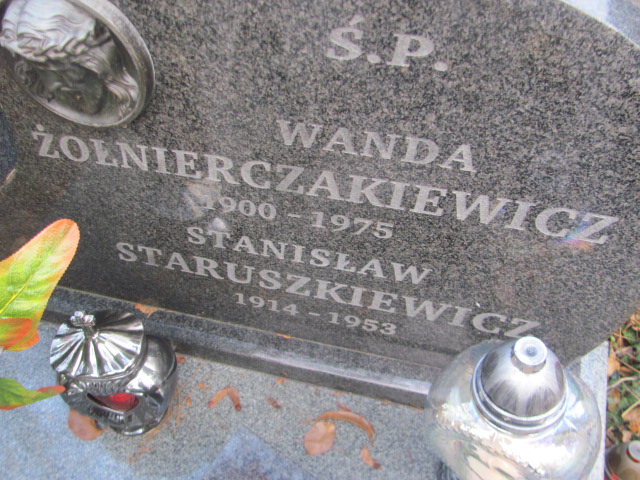 Ś.P.
WANDA
ŻOŁNIERCZAKIEWICZ
1900 - 1975
STANISŁAW
STARUSZKIEWICZ
1914 - 1953